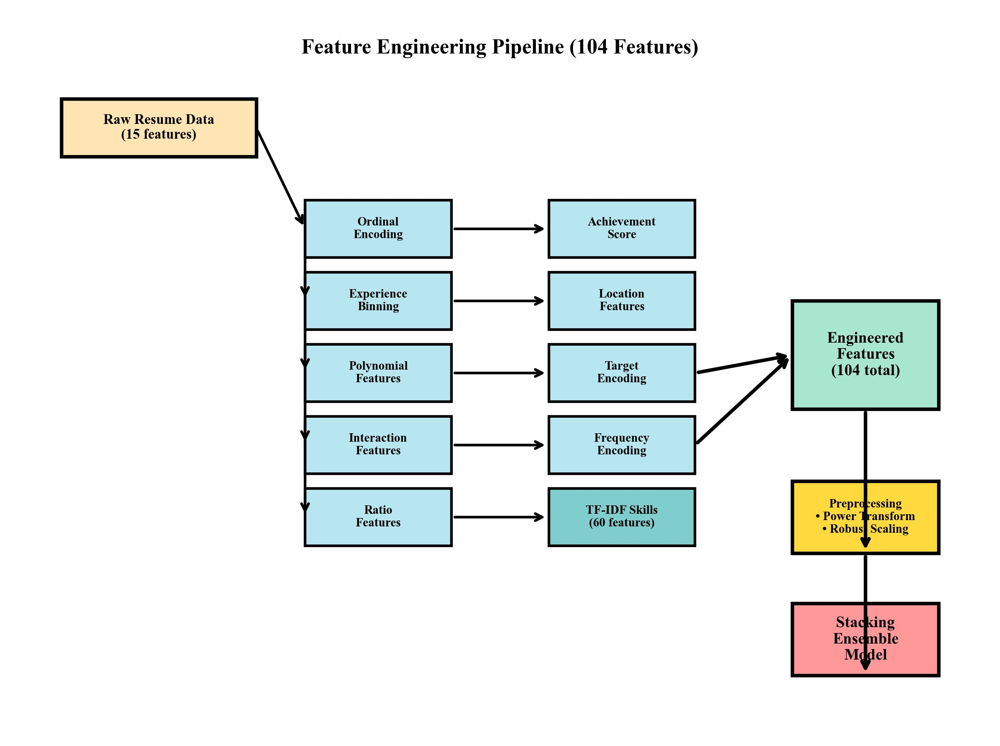 Feature Engineering Pipeline (104 Features)
Raw Resume Data
(15 features)
Ordinal
Encoding
Achievement
Score
Experience
Binning
Location
Features
Polynomial
Features
Target
Encoding
Interaction
Features
Frequency
Encoding
Ratio
Features
TF-IDF Skills
(60 features)
Engineered
Features
(104 total)
Preprocessing
• Power Transform
• Robust Scaling
Stacking
Ensemble
Model